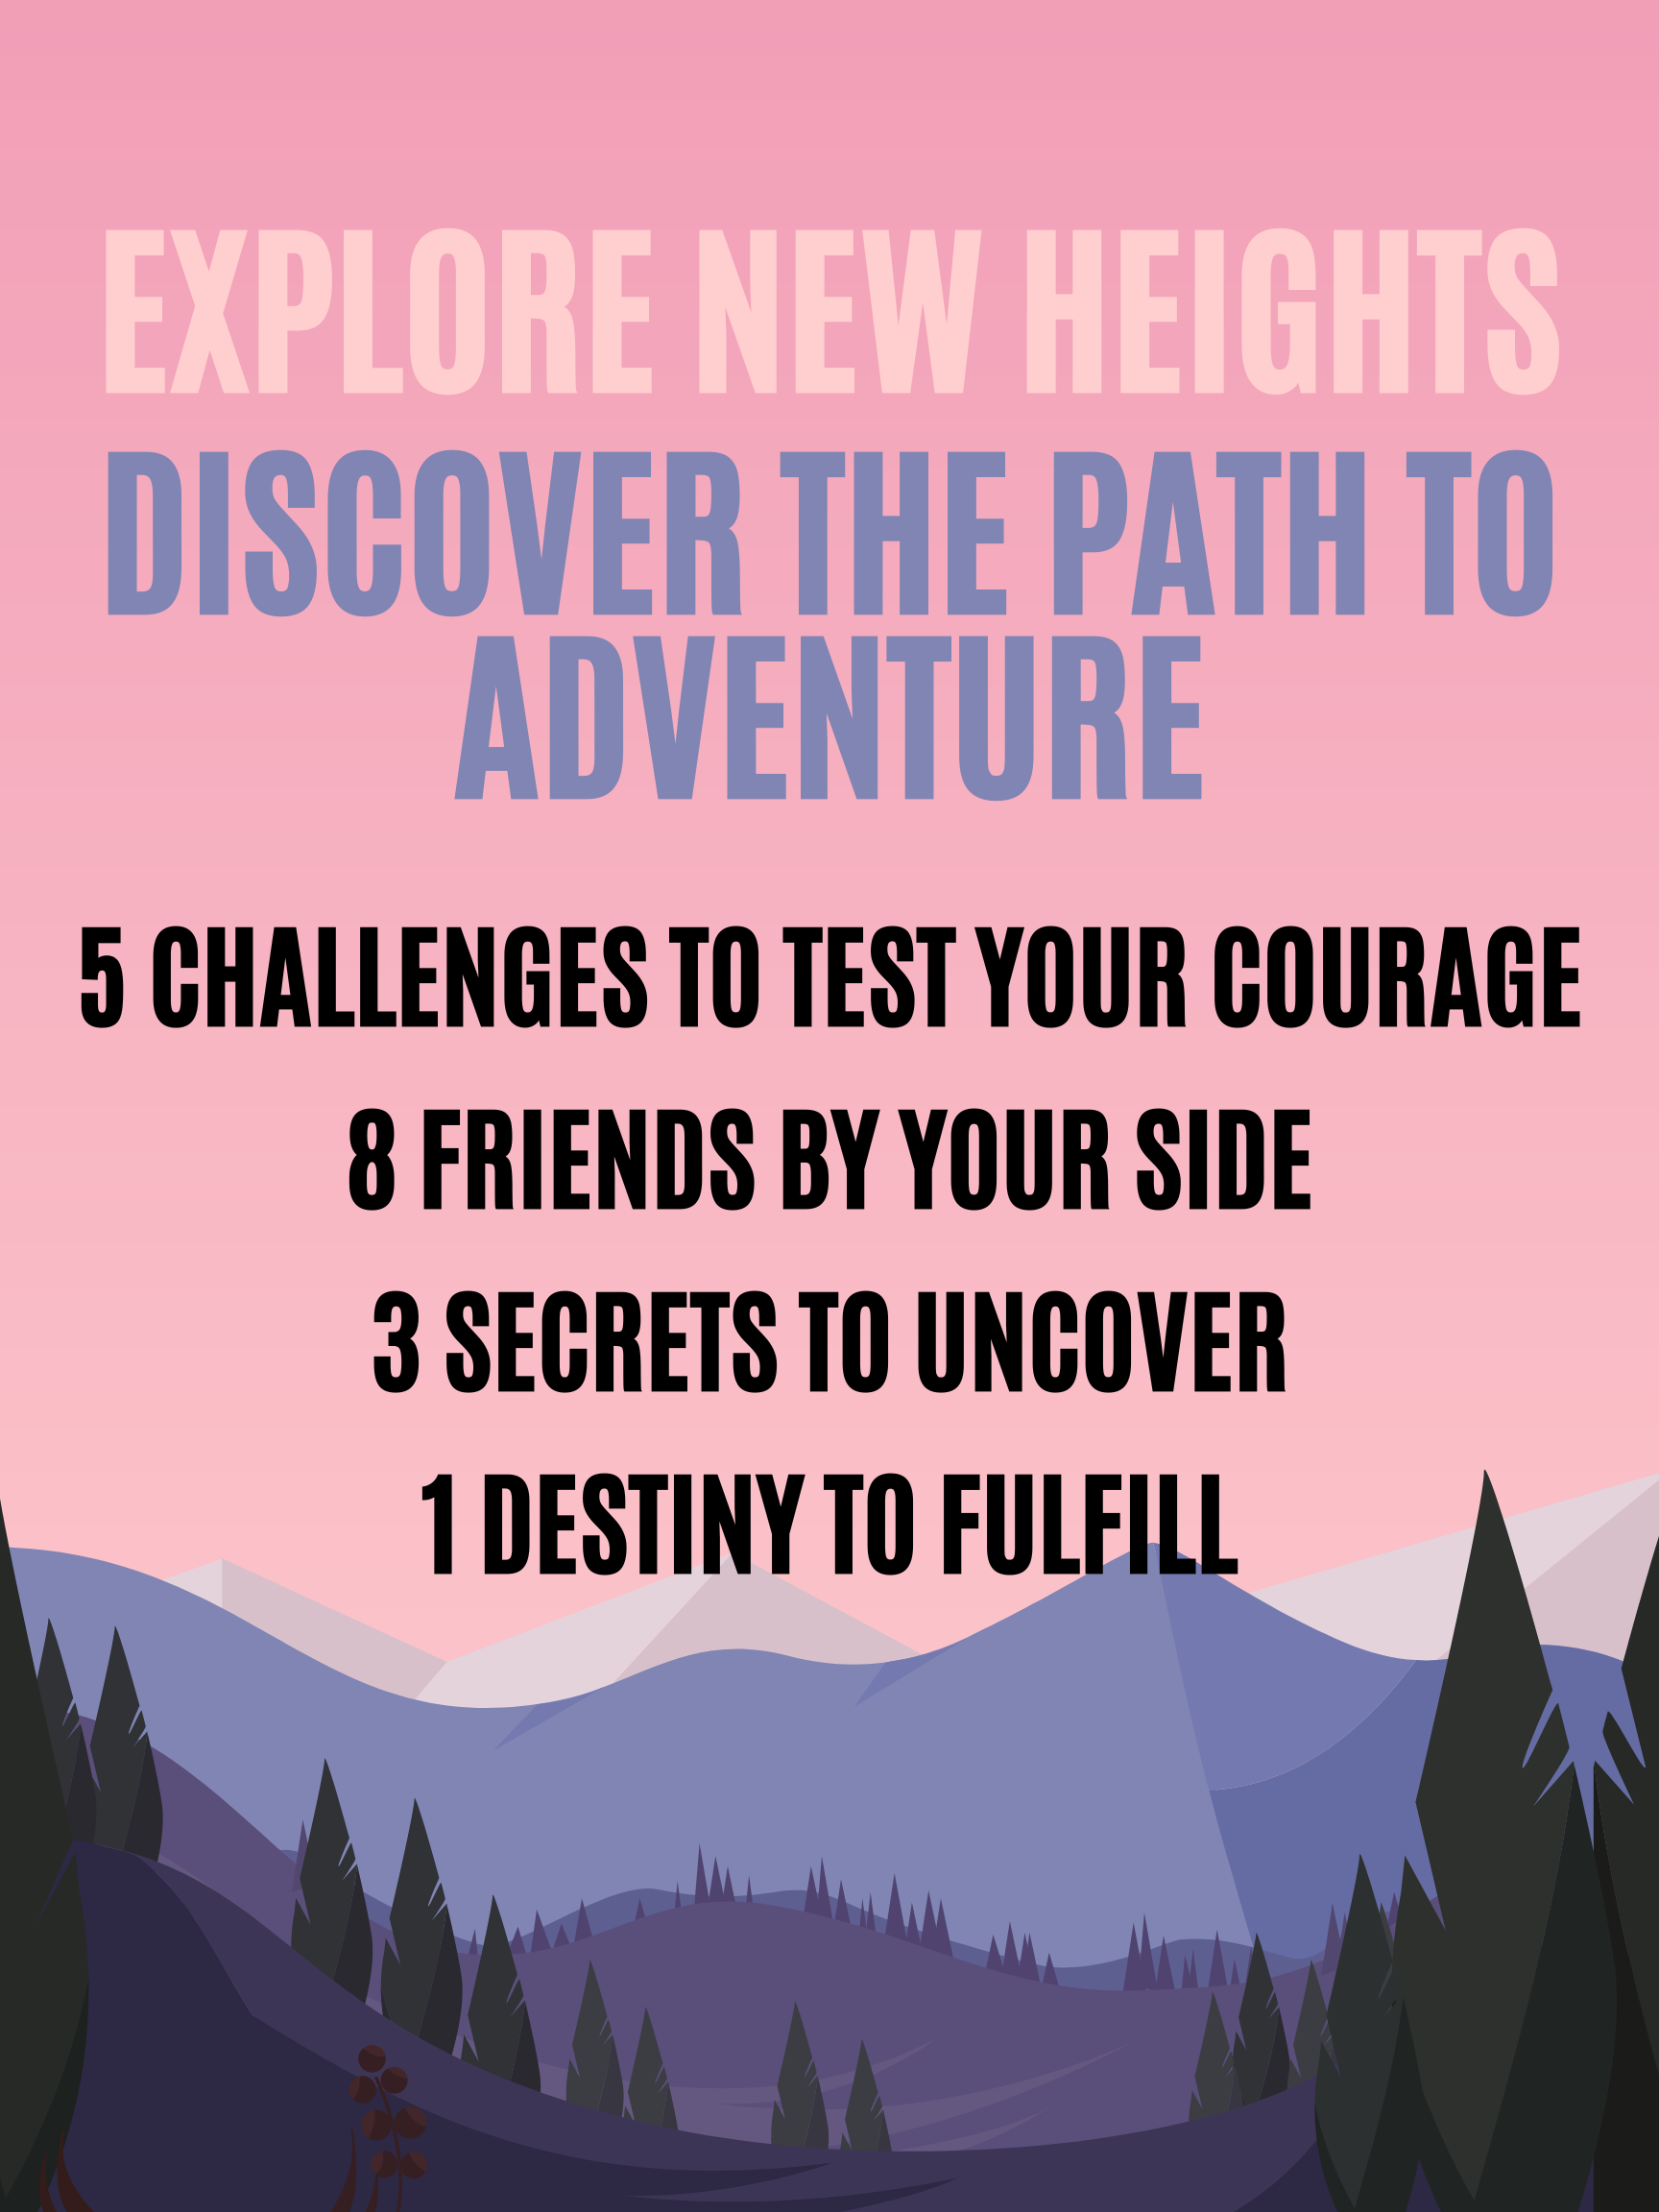 EXPLORE NEW HEIGHTS
DISCOVER THE PATH TO
ADVENTURE
5 CHALLENGES TO TEST YOUR COURAGE
8 FRIENDS BY YOUR SIDE
3 SECRETS TO UNCOVER
1 DESTINY TO FULFILL